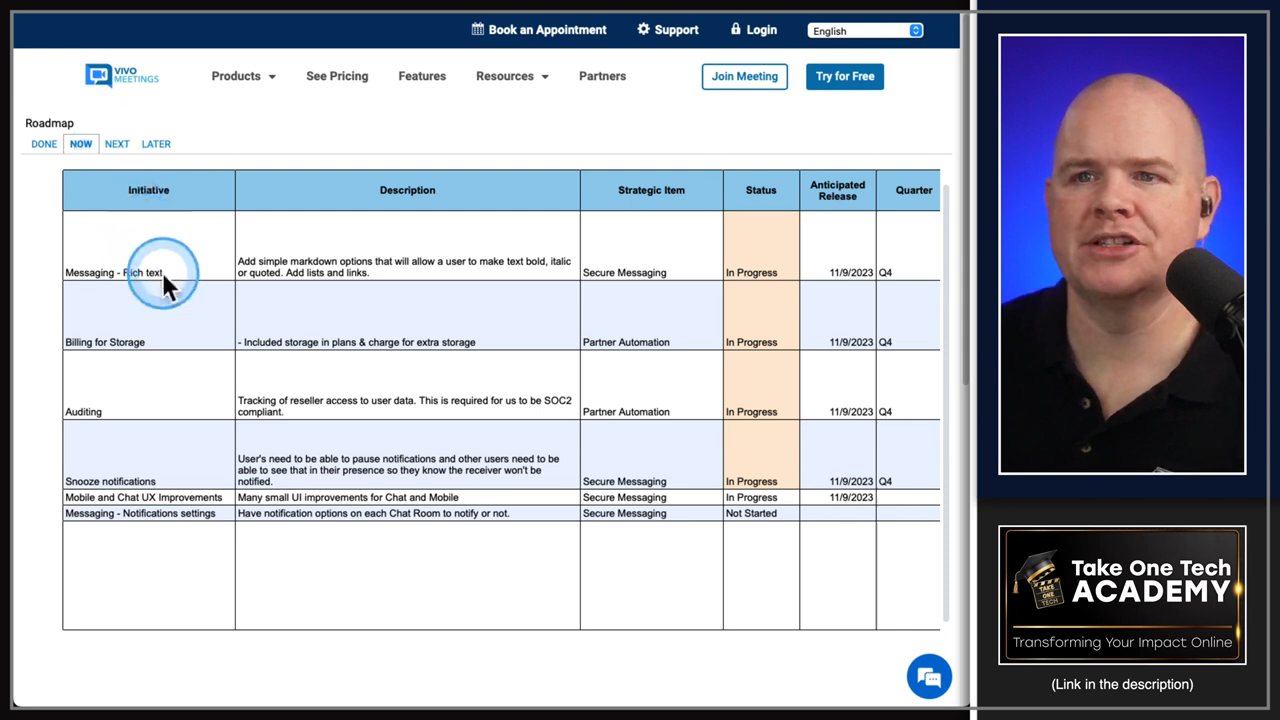 Book an Appointment Support Login English
VIVO
MEETINGS
Products See Pricing Features Resources Partners Join Meeting Try for Free
Roadmap
DONE NOW NEXT LATER
Initiative Description Strategic Item Status Anticipated Release Quarter
Messaging - Rich text Add simple markdown options that will allow a user to make text bold, italic
or quoted. Add lists and links. Secure Messaging In Progress 11/9/2023 Q4
Billing for Storage - Included storage in plans & charge for extra storage Partner Automation In Progress 11/9/2023 Q4
Auditing Tracking of reseller access to user data. This is required for us to be SOC2
compliant. Partner Automation In Progress 11/9/2023 Q4
Snooze notifications User's need to be able to pause notifications and other users need to be
able to see that in their presence so they know the receiver won't be
notified. Secure Messaging In Progress 11/9/2023 Q4
Mobile and Chat UX Improvements Many small UI improvements for Chat and Mobile Secure Messaging In Progress 11/9/2023
Messaging - Notifications settings Have notification options on each Chat Room to notify or not. Secure Messaging Not Started
TAKE
ONE
TECH
Take One Tech
ACADEMY
Transforming Your Impact Online
(Link in the description)